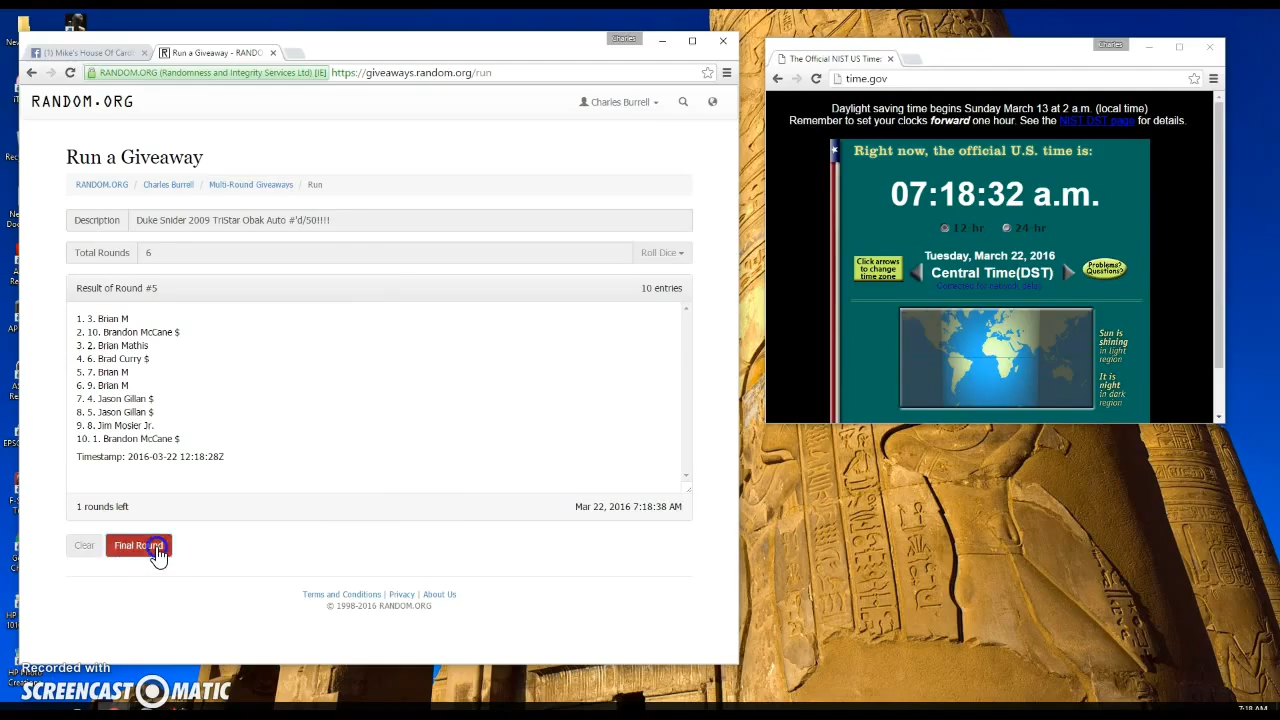 Charles
(1) Mike's House Of Card
Run a Giveaway - RANDO
RANDOM.ORG (Randomness and Integrity Services Ltd) [IE]
https://giveaways.random.org/run
RANDOM.ORG
Charles Burrell
Run a Giveaway
RANDOM.ORG / Charles Burrell / Multi-Round Giveaways / Run
Description Duke Snider 2009 TriStar Obak Auto #'d/50!!!!
Total Rounds 6 Roll Dice
Result of Round #5 10 entries
1. 3. Brian M
2. 10. Brandon McCane $
3. 2. Brian Mathis
4. 6. Brad Curry $
5. 7. Brian M
6. 9. Brian M
7. 4. Jason Gillan $
8. 5. Jason Gillan $
9. 8. Jim Mosier Jr.
10. 1. Brandon McCane $
Timestamp: 2016-03-22 12:18:28Z
1 rounds left Mar 22, 2016 7:18:38 AM
Clear Final Round
Terms and Conditions | Privacy | About Us
© 1998-2016 RANDOM.ORG
Charles
The Official NIST US Time:
time.gov
Daylight saving time begins Sunday March 13 at 2 a.m. (local time)
Remember to set your clocks forward one hour. See the NIST DST page for details.
Right now, the official U.S. time is:
07:18:32 a.m.
12-hr 24-hr
Tuesday, March 22, 2016
Central Time(DST)
Corrected for network delay
Click arrows
to change
time zone
Problems?
Questions?
Sun is
shining
in light
region
It is
night
in dark
region
Recorded with
SCREENCAST O MATIC
7:18 AM